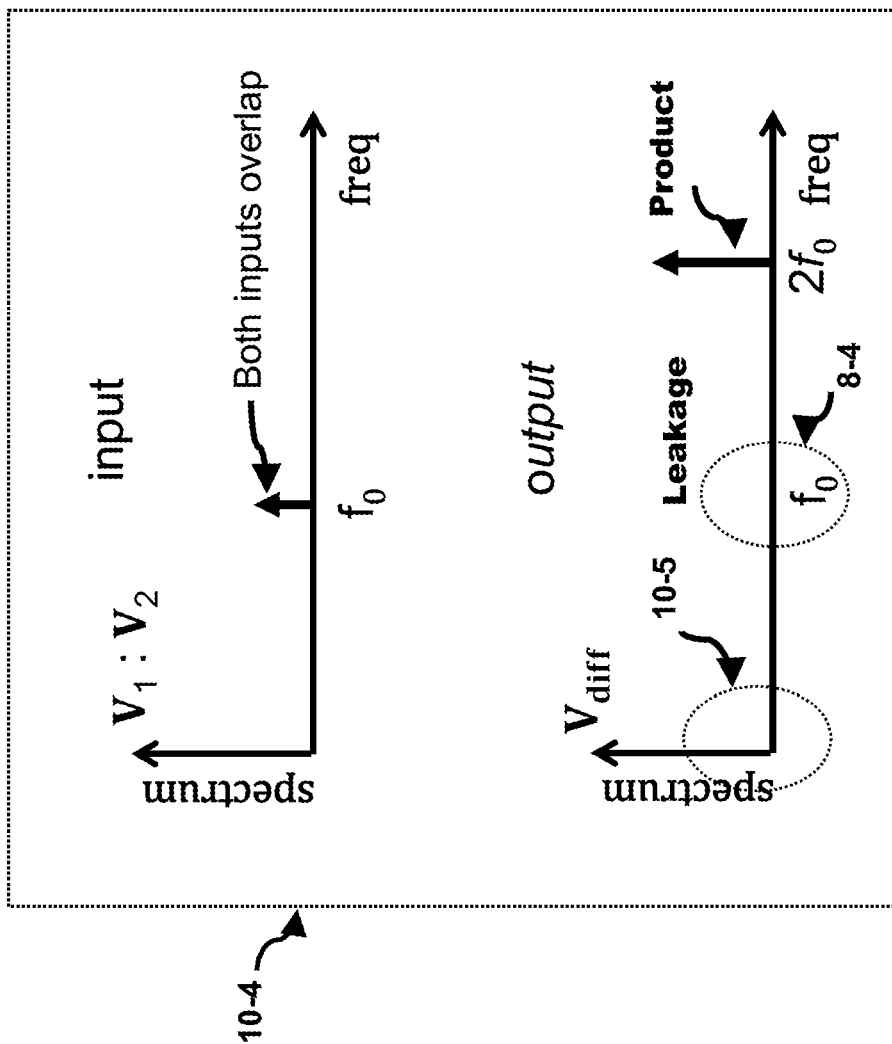 10-4
input
spectrum
V₁ : V₂
Both inputs overlap
f₀
freq
output
spectrum
V_diff
10-5
Leakage
Product
f₀
2f₀
freq
8-4